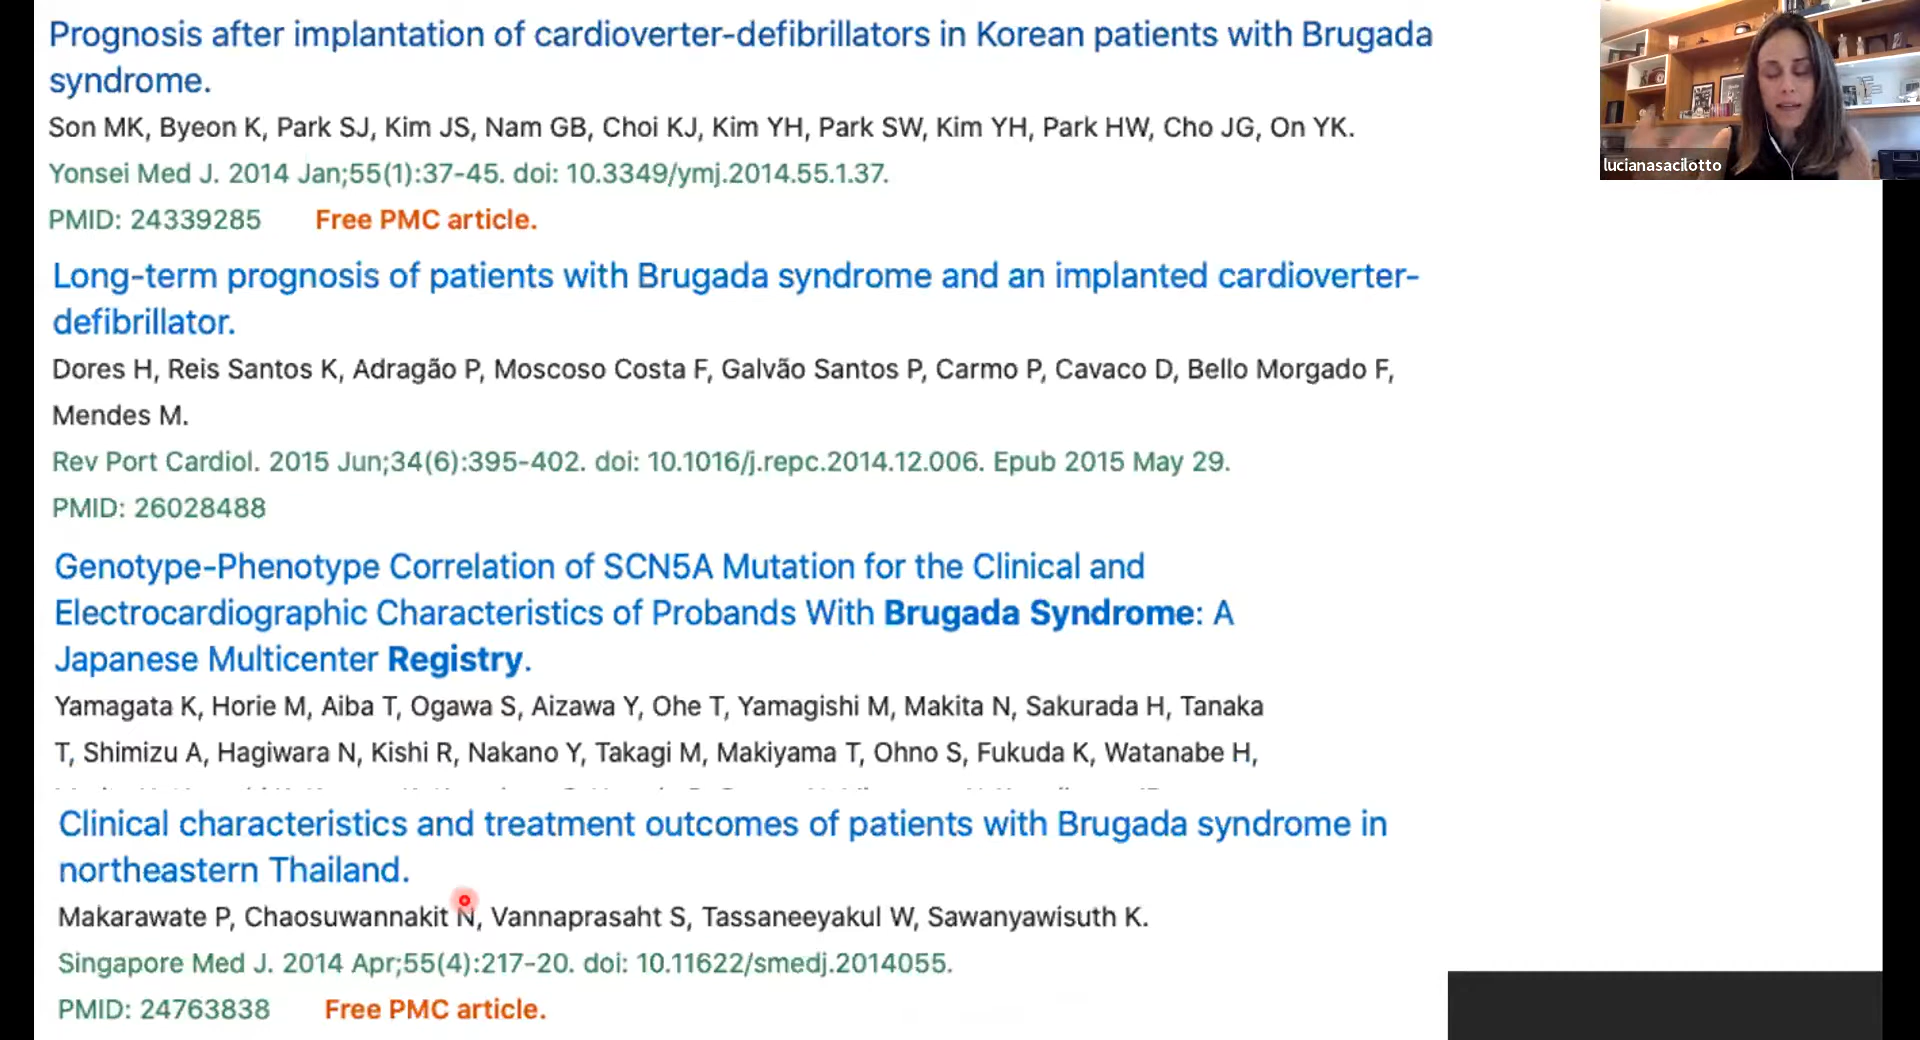 Prognosis after implantation of cardioverter-defibrillators in Korean patients with Brugada
syndrome.
Son MK, Byeon K, Park SJ, Kim JS, Nam GB, Choi KJ, Kim YH, Park SW, Kim YH, Park HW, Cho JG, On YK.
Yonsei Med J. 2014 Jan;55(1):37-45. doi: 10.3349/ymj.2014.55.1.37.
PMID: 24339285 Free PMC article.
lucianasacilotto
Long-term prognosis of patients with Brugada syndrome and an implanted cardioverter-
defibrillator.
Dores H, Reis Santos K, Adragão P, Moscoso Costa F, Galvão Santos P, Carmo P, Cavaco D, Bello Morgado F,
Mendes M.
Rev Port Cardiol. 2015 Jun;34(6):395-402. doi: 10.1016/j.repc.2014.12.006. Epub 2015 May 29.
PMID: 26028488
Genotype-Phenotype Correlation of SCN5A Mutation for the Clinical and
Electrocardiographic Characteristics of Probands With Brugada Syndrome: A
Japanese Multicenter Registry.
Yamagata K, Horie M, Aiba T, Ogawa S, Aizawa Y, Ohe T, Yamagishi M, Makita N, Sakurada H, Tanaka
T, Shimizu A, Hagiwara N, Kishi R, Nakano Y, Takagi M, Makiyama T, Ohno S, Fukuda K, Watanabe H,
Clinical characteristics and treatment outcomes of patients with Brugada syndrome in
northeastern Thailand.
Makarawate P, Chaosuwannakit N, Vannaprasaht S, Tassaneeyakul W, Sawanyawisuth K.
Singapore Med J. 2014 Apr;55(4):217-20. doi: 10.11622/smedj.2014055.
PMID: 24763838 Free PMC article.